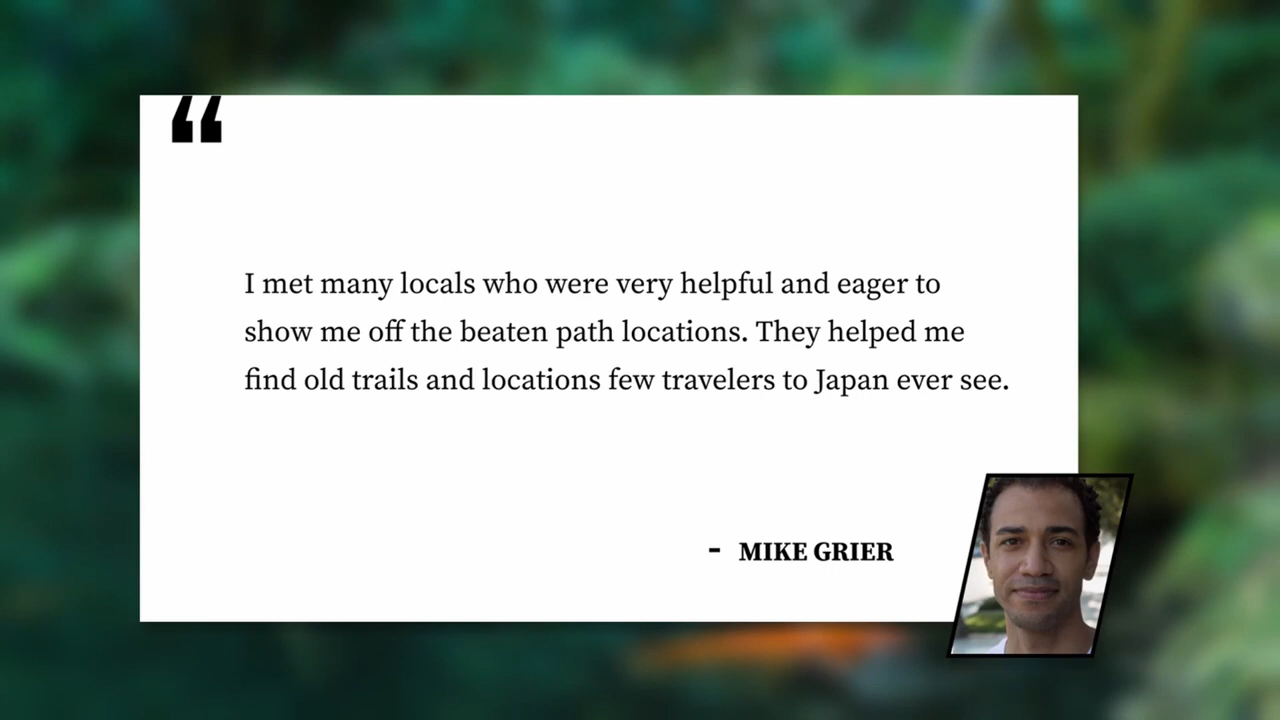 “
I met many locals who were very helpful and eager to
show me off the beaten path locations. They helped me
find old trails and locations few travelers to Japan ever see.
- MIKE GRIER